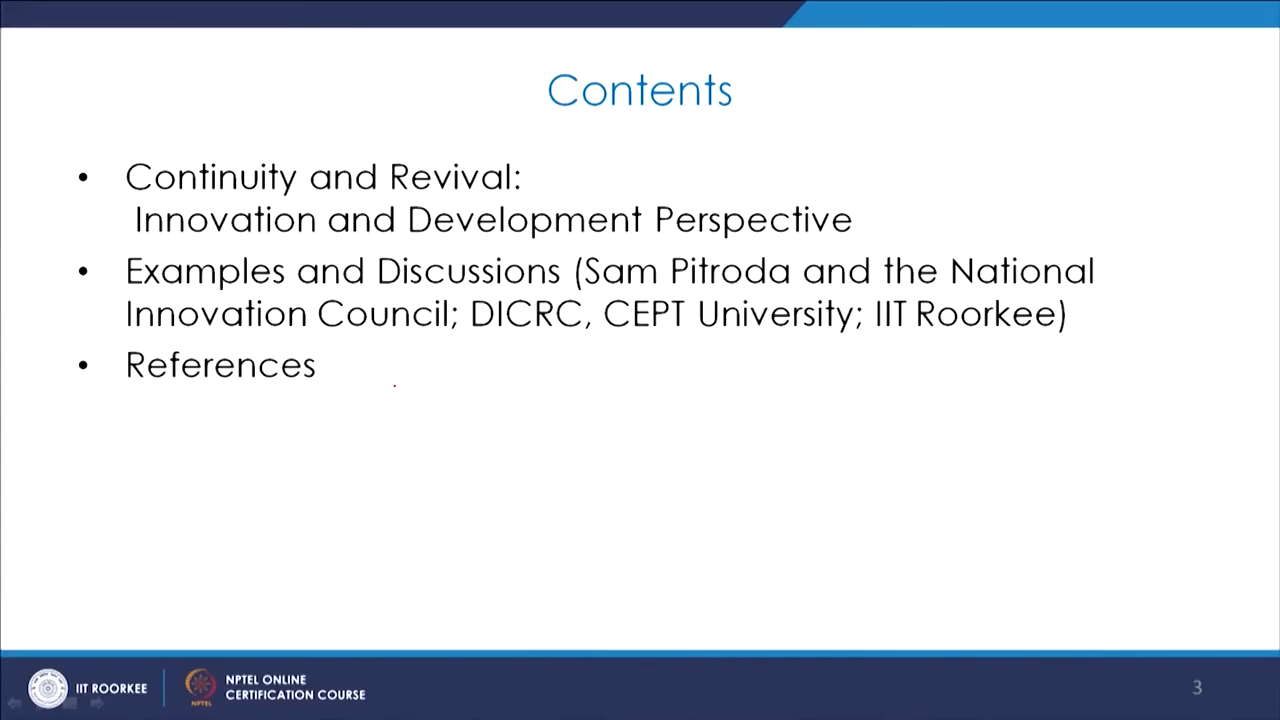 Contents
• Continuity and Revival:
Innovation and Development Perspective
• Examples and Discussions (Sam Pitroda and the National
Innovation Council; DICRC, CEPT University; IIT Roorkee)
• References
IIT ROORKEE
NPTEL
NPTEL ONLINE
CERTIFICATION COURSE
3